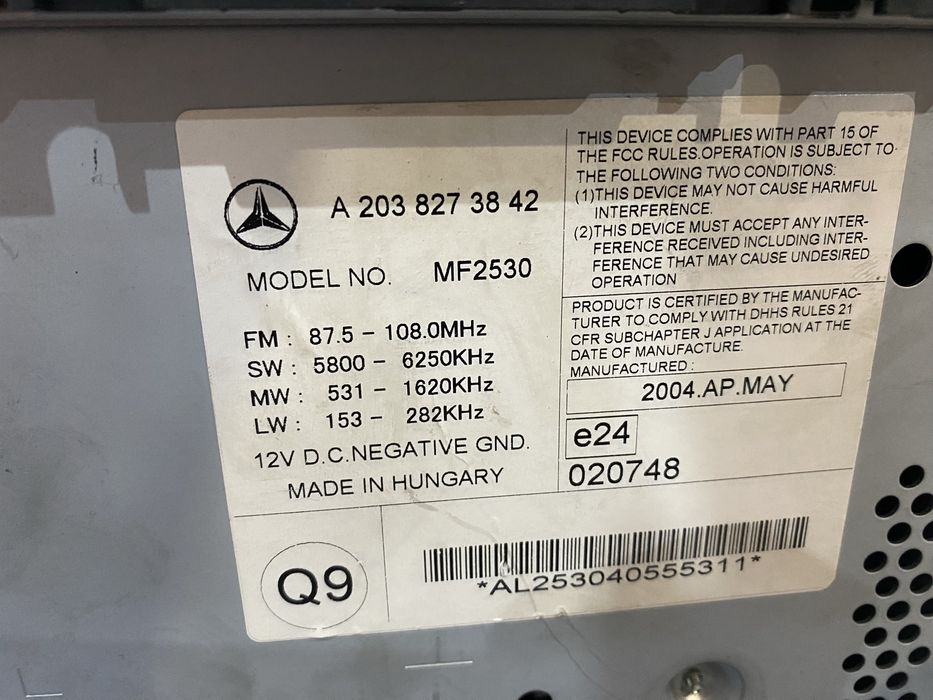 A 203 827 38 42
MODEL NO. MF2530
FM : 87.5 - 108.0MHz
SW : 5800 - 6250KHz
MW : 531 - 1620KHz
LW : 153 - 282KHz
12V D.C.NEGATIVE GND.
MADE IN HUNGARY
THIS DEVICE COMPLIES WITH PART 15 OF
THE FCC RULES.OPERATION IS SUBJECT TO
THE FOLLOWING TWO CONDITIONS:
(1)THIS DEVICE MAY NOT CAUSE HARMFUL
INTERFERENCE.
(2)THIS DEVICE MUST ACCEPT ANY INTER-
FERENCE RECEIVED INCLUDING INTER-
FERENCE THAT MAY CAUSE UNDESIRED
OPERATION
PRODUCT IS CERTIFIED BY THE MANUFAC-
TURER TO COMPLY WITH DHHS RULES 21
CFR SUBCHAPTER J APPLICATION AT THE
DATE OF MANUFACTURE.
MANUFACTURED :
2004.AP.MAY
e24
020748
Q9
*AL253040555311*